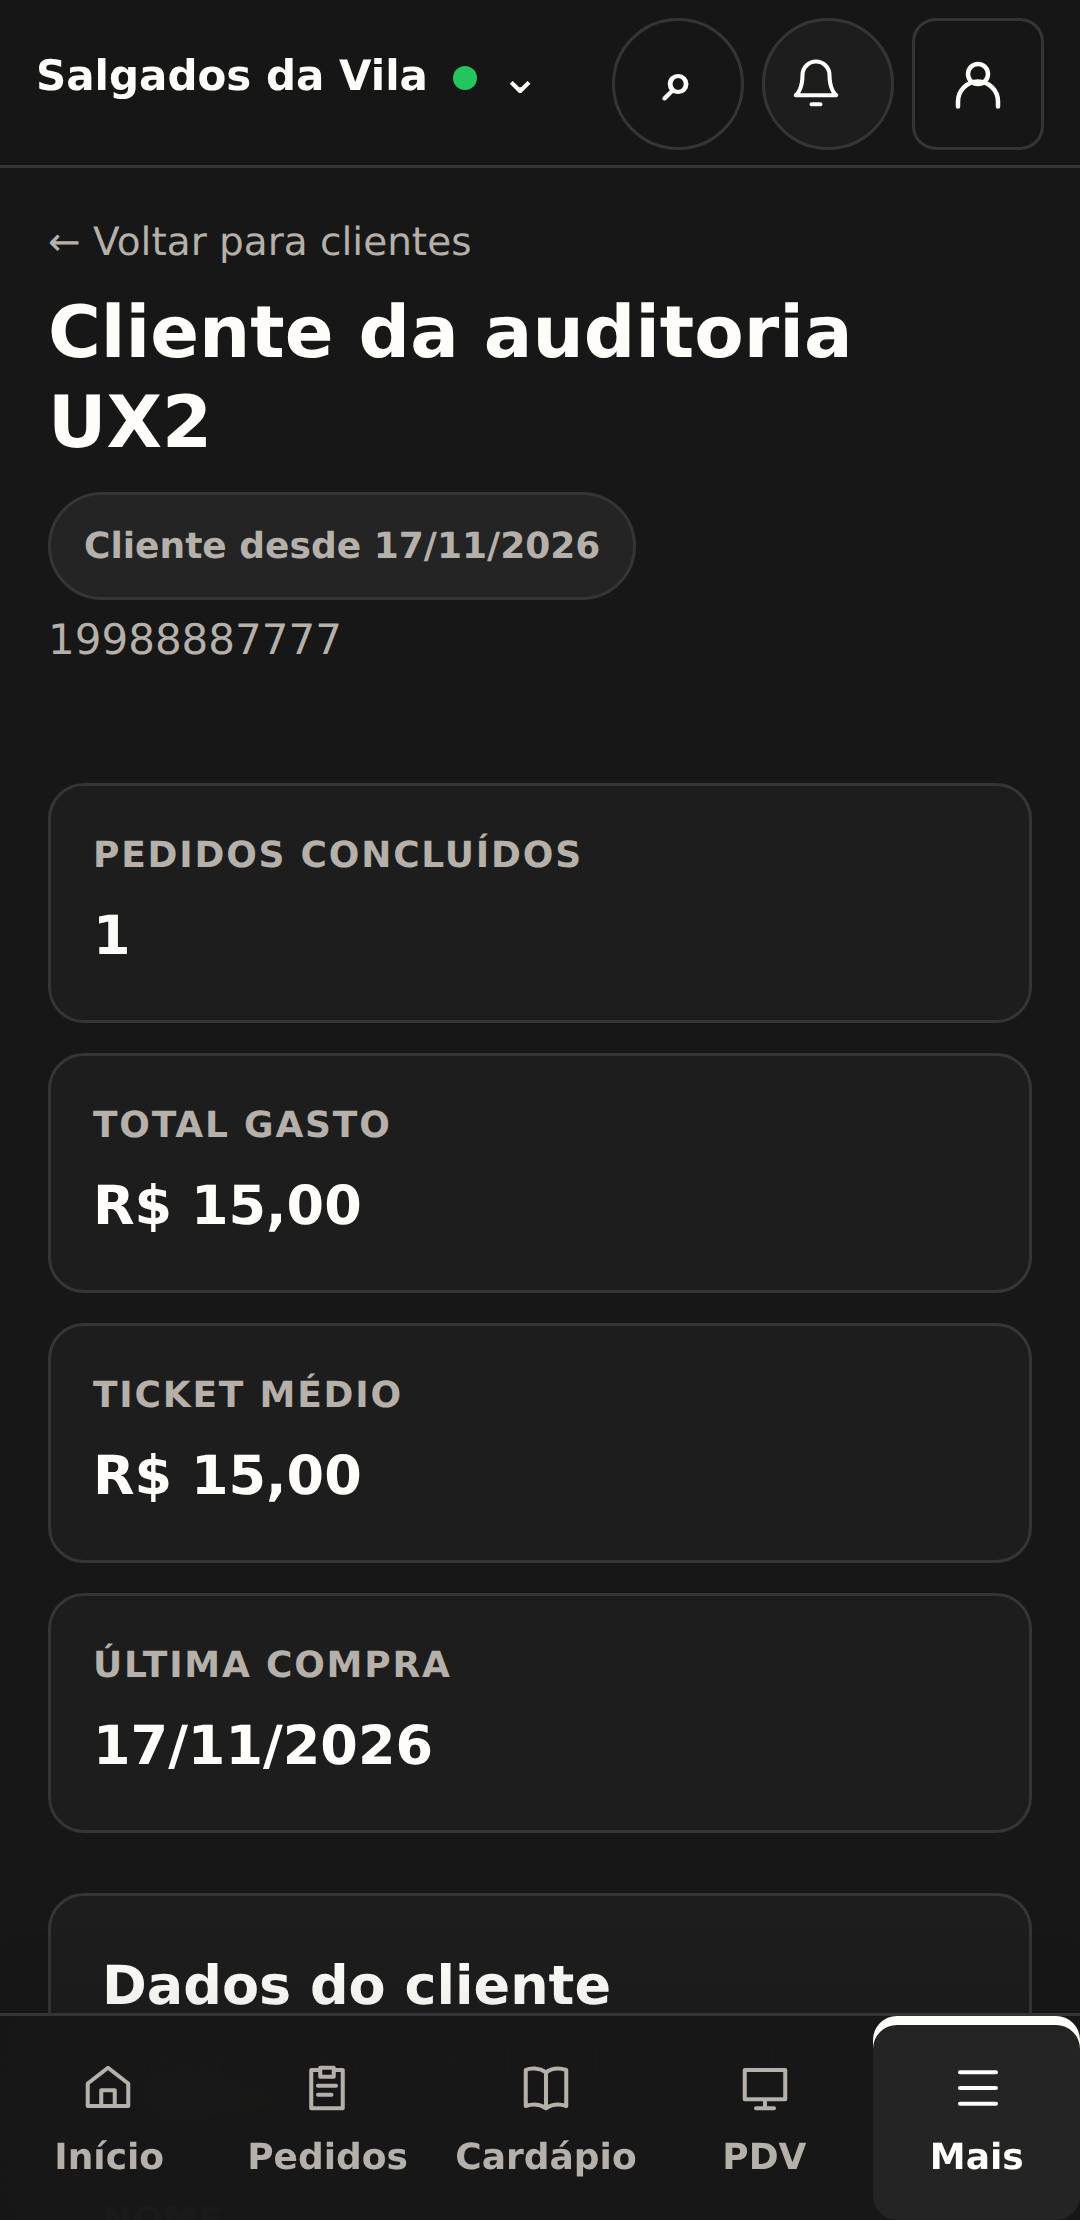 Salgados da Vila
← Voltar para clientes
Cliente da auditoria
UX2
Cliente desde 17/11/2026
19988887777
PEDIDOS CONCLUÍDOS
1
TOTAL GASTO
R$ 15,00
TICKET MÉDIO
R$ 15,00
ÚLTIMA COMPRA
17/11/2026
Dados do cliente
Início Pedidos Cardápio PDV Mais